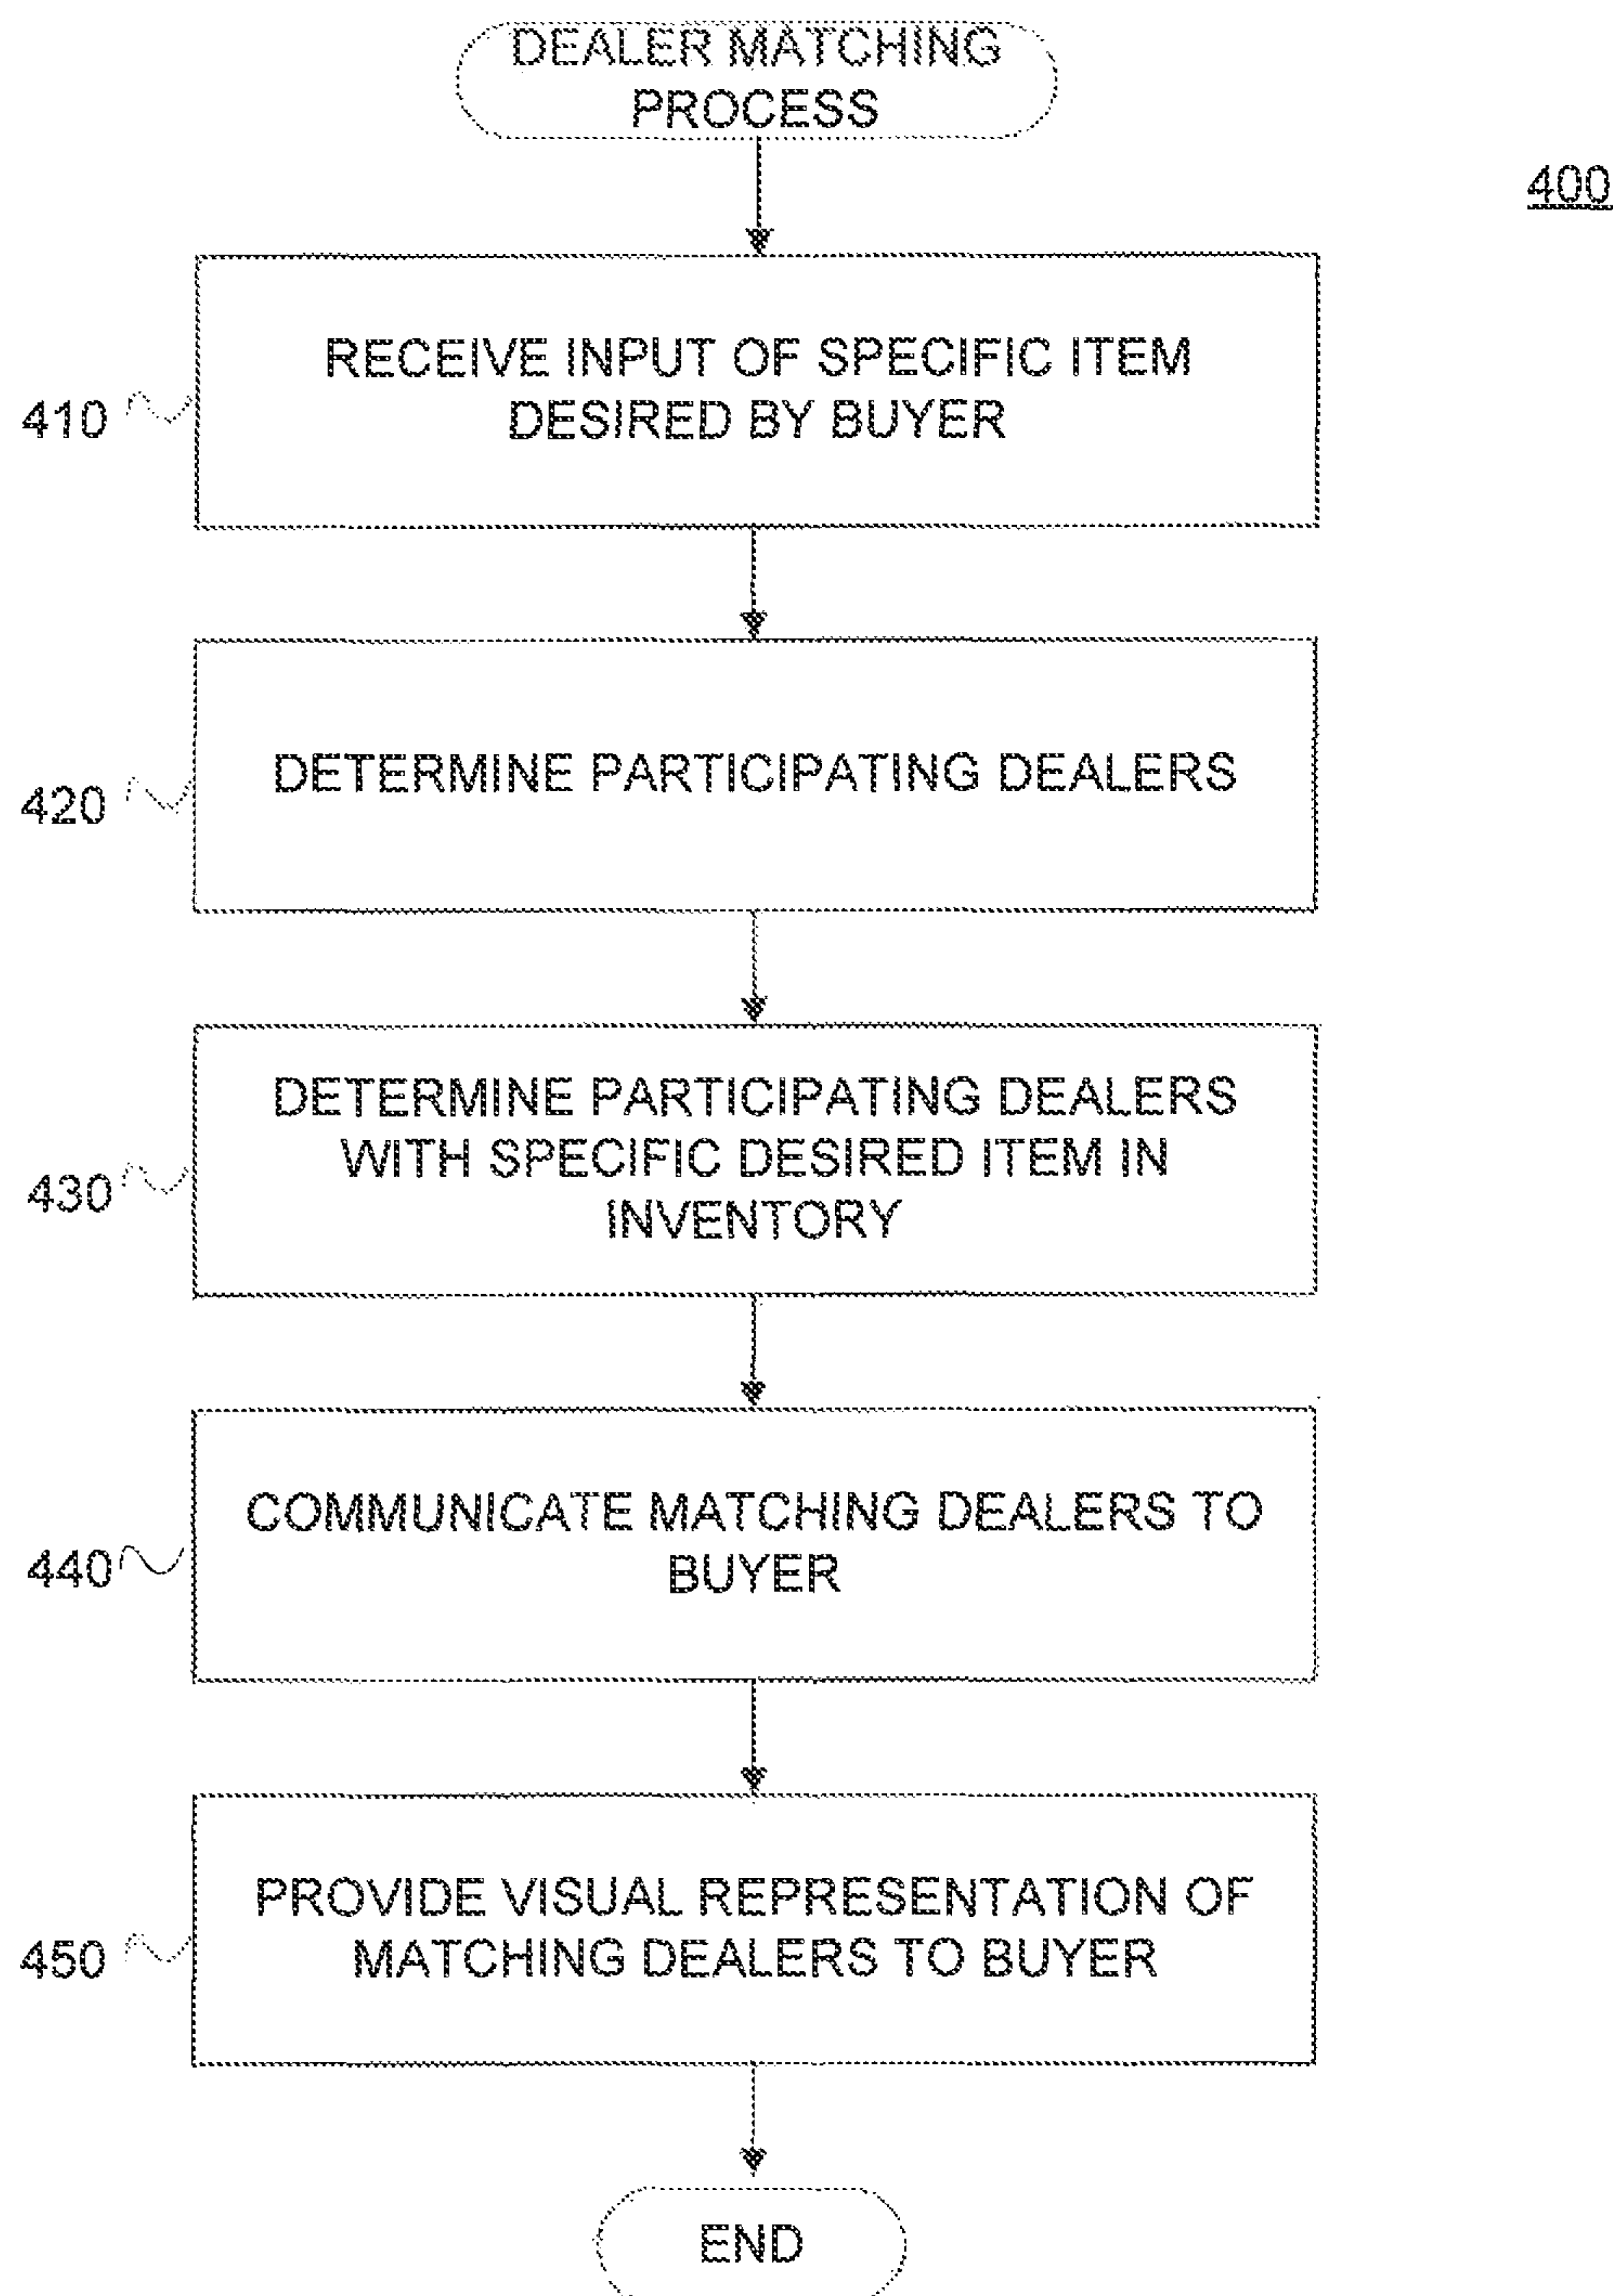 DEALER MATCHING
PROCESS
400
RECEIVE INPUT OF SPECIFIC ITEM
DESIRED BY BUYER
410
DETERMINE PARTICIPATING DEALERS
420
DETERMINE PARTICIPATING DEALERS
WITH SPECIFIC DESIRED ITEM IN
INVENTORY
430
COMMUNICATE MATCHING DEALERS TO
BUYER
440
PROVIDE VISUAL REPRESENTATION OF
MATCHING DEALERS TO BUYER
450
END